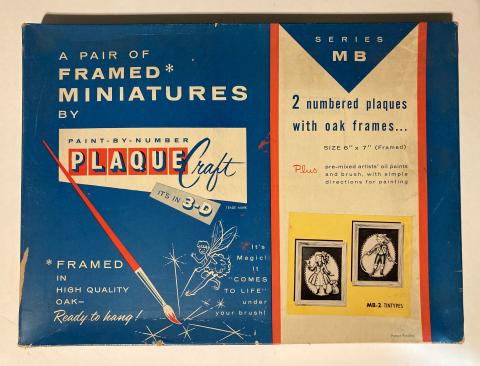 A PAIR OF
FRAMED*
MINIATURES
BY
PAINT-BY-NUMBER
PLAQUE Craft
IT'S IN 3-D
TRADE MARK
*FRAMED
IN
HIGH QUALITY
OAK—
Ready to hang!
It's
Magic!
It
"COMES
TO LIFE"
under
your brush!
SERIES
MB
2 numbered plaques
with oak frames...
SIZE 6" x 7" (Framed)
Plus pre-mixed artists' oil paints
and brush, with simple
directions for painting
MB-2 TINTYPES